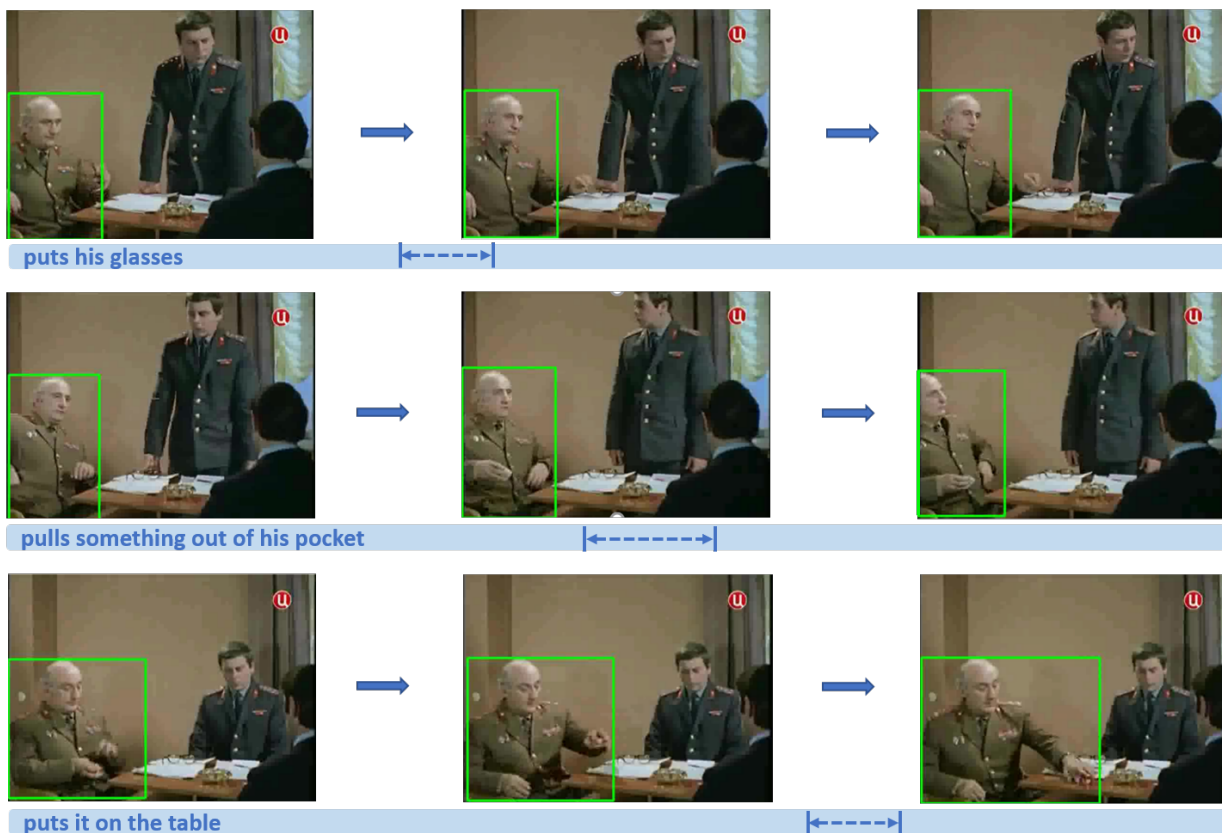 u
u
u
puts his glasses
u
u
u
pulls something out of his pocket
u
u
u
puts it on the table